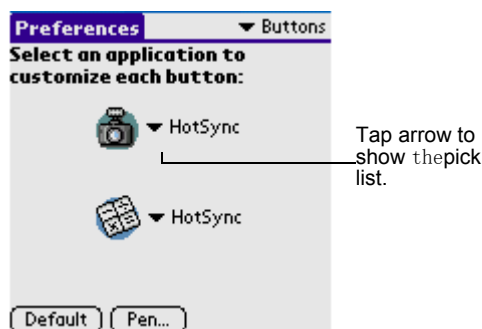 Preferences
Buttons
Select an application to
customize each button:
HotSync
Tap arrow to
show thepick
list.
HotSync
Default Pen...